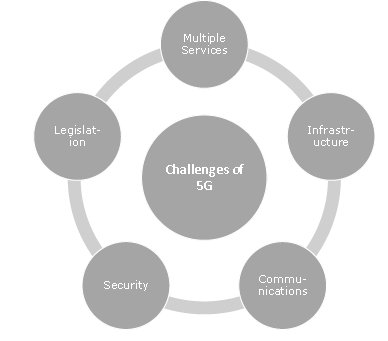 Multiple
Services
Infrastr-
ucture
Commu-
nications
Security
Legislat-
ion
Challenges of
5G